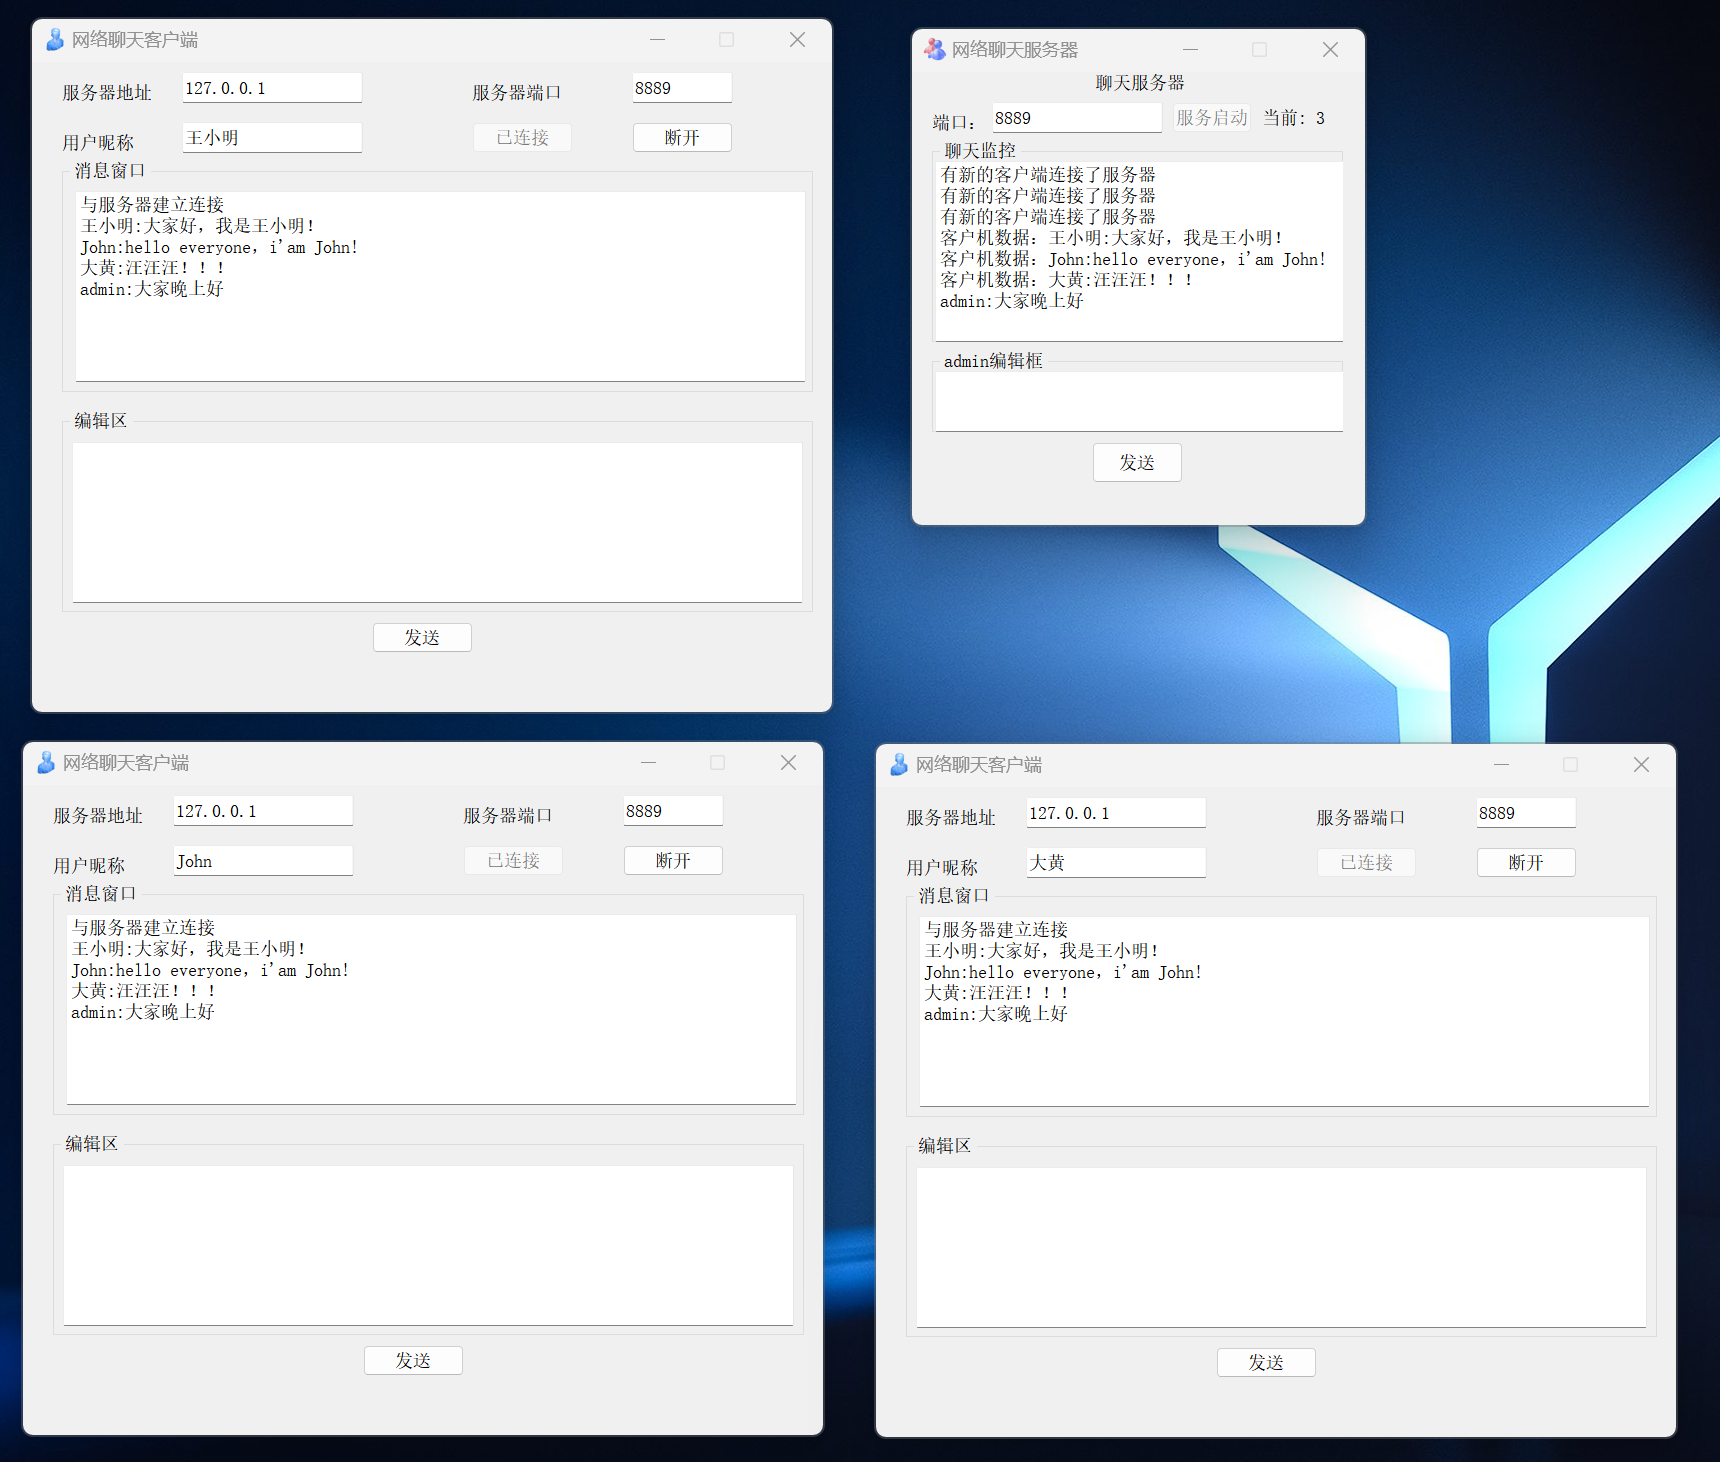 网络聊天客户端
服务器地址 127.0.0.1 服务器端口 8889
用户昵称 王小明 已连接 断开
消息窗口
与服务器建立连接
王小明:大家好，我是王小明！
John:hello everyone，i'am John!
大黄:汪汪汪！！！
admin:大家晚上好
编辑区
发送
网络聊天服务器
聊天服务器
端口： 8889 服务启动 当前: 3
聊天监控
有新的客户端连接了服务器
有新的客户端连接了服务器
有新的客户端连接了服务器
客户机数据：王小明:大家好，我是王小明！
客户机数据：John:hello everyone，i'am John!
客户机数据：大黄:汪汪汪！！！
admin:大家晚上好
admin编辑框
发送
网络聊天客户端
服务器地址 127.0.0.1 服务器端口 8889
用户昵称 John 已连接 断开
消息窗口
与服务器建立连接
王小明:大家好，我是王小明！
John:hello everyone，i'am John!
大黄:汪汪汪！！！
admin:大家晚上好
编辑区
发送
网络聊天客户端
服务器地址 127.0.0.1 服务器端口 8889
用户昵称 大黄 已连接 断开
消息窗口
与服务器建立连接
王小明:大家好，我是王小明！
John:hello everyone，i'am John!
大黄:汪汪汪！！！
admin:大家晚上好
编辑区
发送